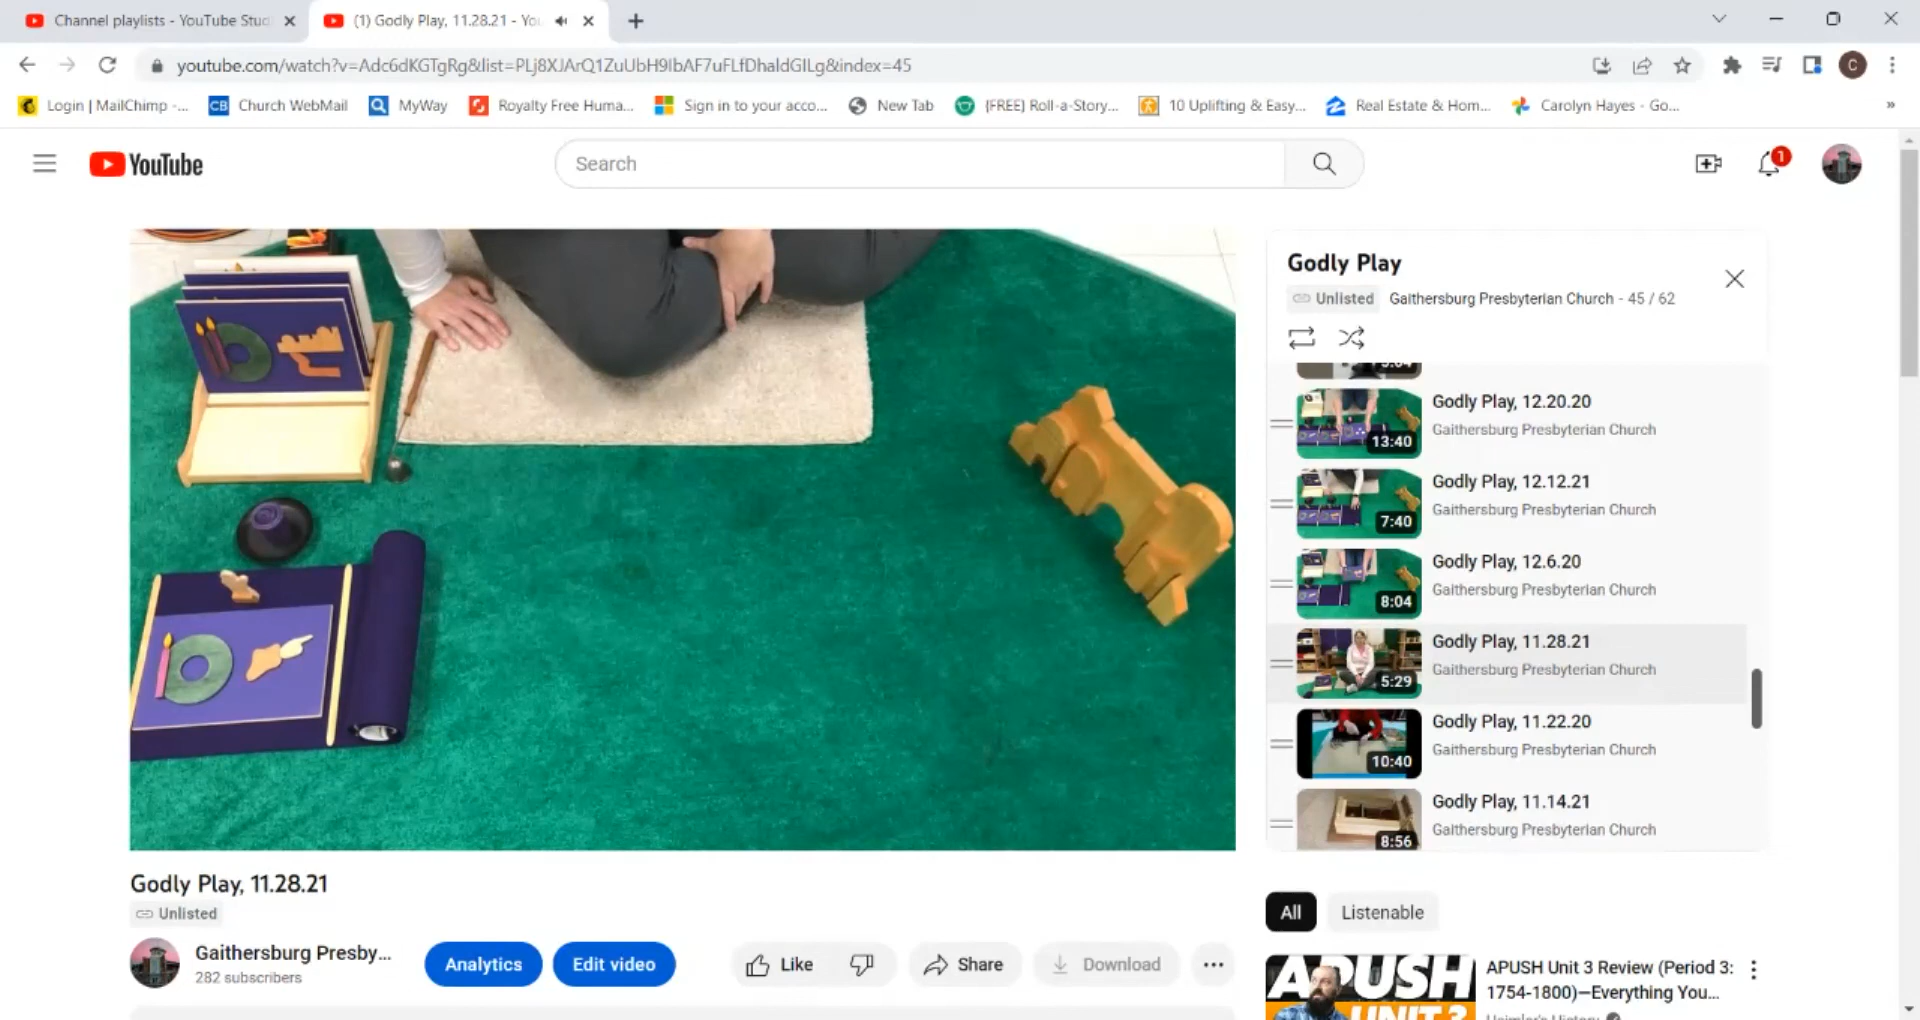 Channel playlists - YouTube Stud
(1) Godly Play, 11.28.21 - You
youtube.com/watch?v=Adc6dKGTgRg&list=PLj8XJArQ1ZuUbH9IbAF7uFLfDhaldGILg&index=45
C
Login | MailChimp -...
CB Church WebMail
MyWay
Royalty Free Huma...
Sign in to your acco...
New Tab
{FREE} Roll-a-Story...
10 Uplifting & Easy...
Real Estate & Hom...
Carolyn Hayes - Go...
»
YouTube
Search
1
Godly Play
Unlisted
Gaithersburg Presbyterian Church - 45 / 62
Godly Play, 12.20.20
Gaithersburg Presbyterian Church
13:40
Godly Play, 12.12.21
Gaithersburg Presbyterian Church
7:40
Godly Play, 12.6.20
Gaithersburg Presbyterian Church
8:04
Godly Play, 11.28.21
Gaithersburg Presbyterian Church
5:29
Godly Play, 11.22.20
Gaithersburg Presbyterian Church
10:40
Godly Play, 11.14.21
Gaithersburg Presbyterian Church
8:56
Godly Play, 11.28.21
Unlisted
Gaithersburg Presby...
282 subscribers
Analytics
Edit video
Like
Share
Download
All
Listenable
APUSH
UNIT 3
APUSH Unit 3 Review (Period 3:
1754-1800)—Everything You...